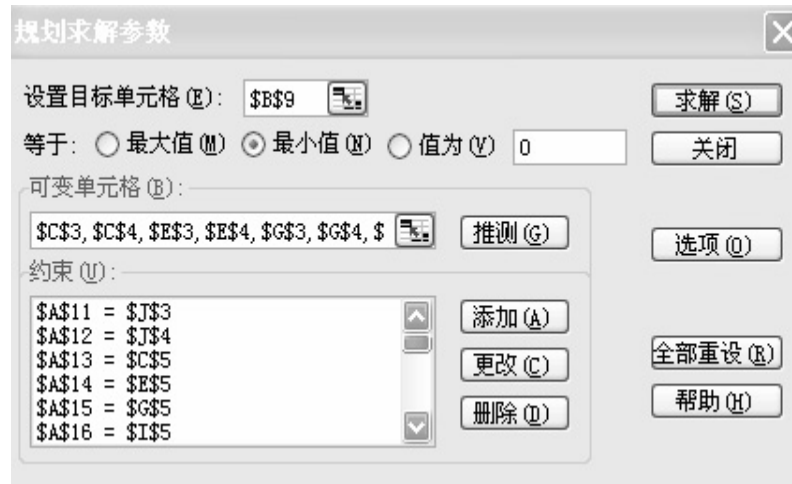 规划求解参数
设置目标单元格(E): $B$9 求解(S)
等于: 最大值(M) 最小值(N) 值为(V) 0 关闭
可变单元格(B):
$C$3, $C$4, $E$3, $E$4, $G$3, $G$4, $ 推测(G) 选项(O)
约束(U):
$A$11 = $J$3 添加(A)
$A$12 = $J$4
$A$13 = $C$5 更改(C) 全部重设(R)
$A$14 = $E$5
$A$15 = $G$5 删除(D) 帮助(H)
$A$16 = $I$5